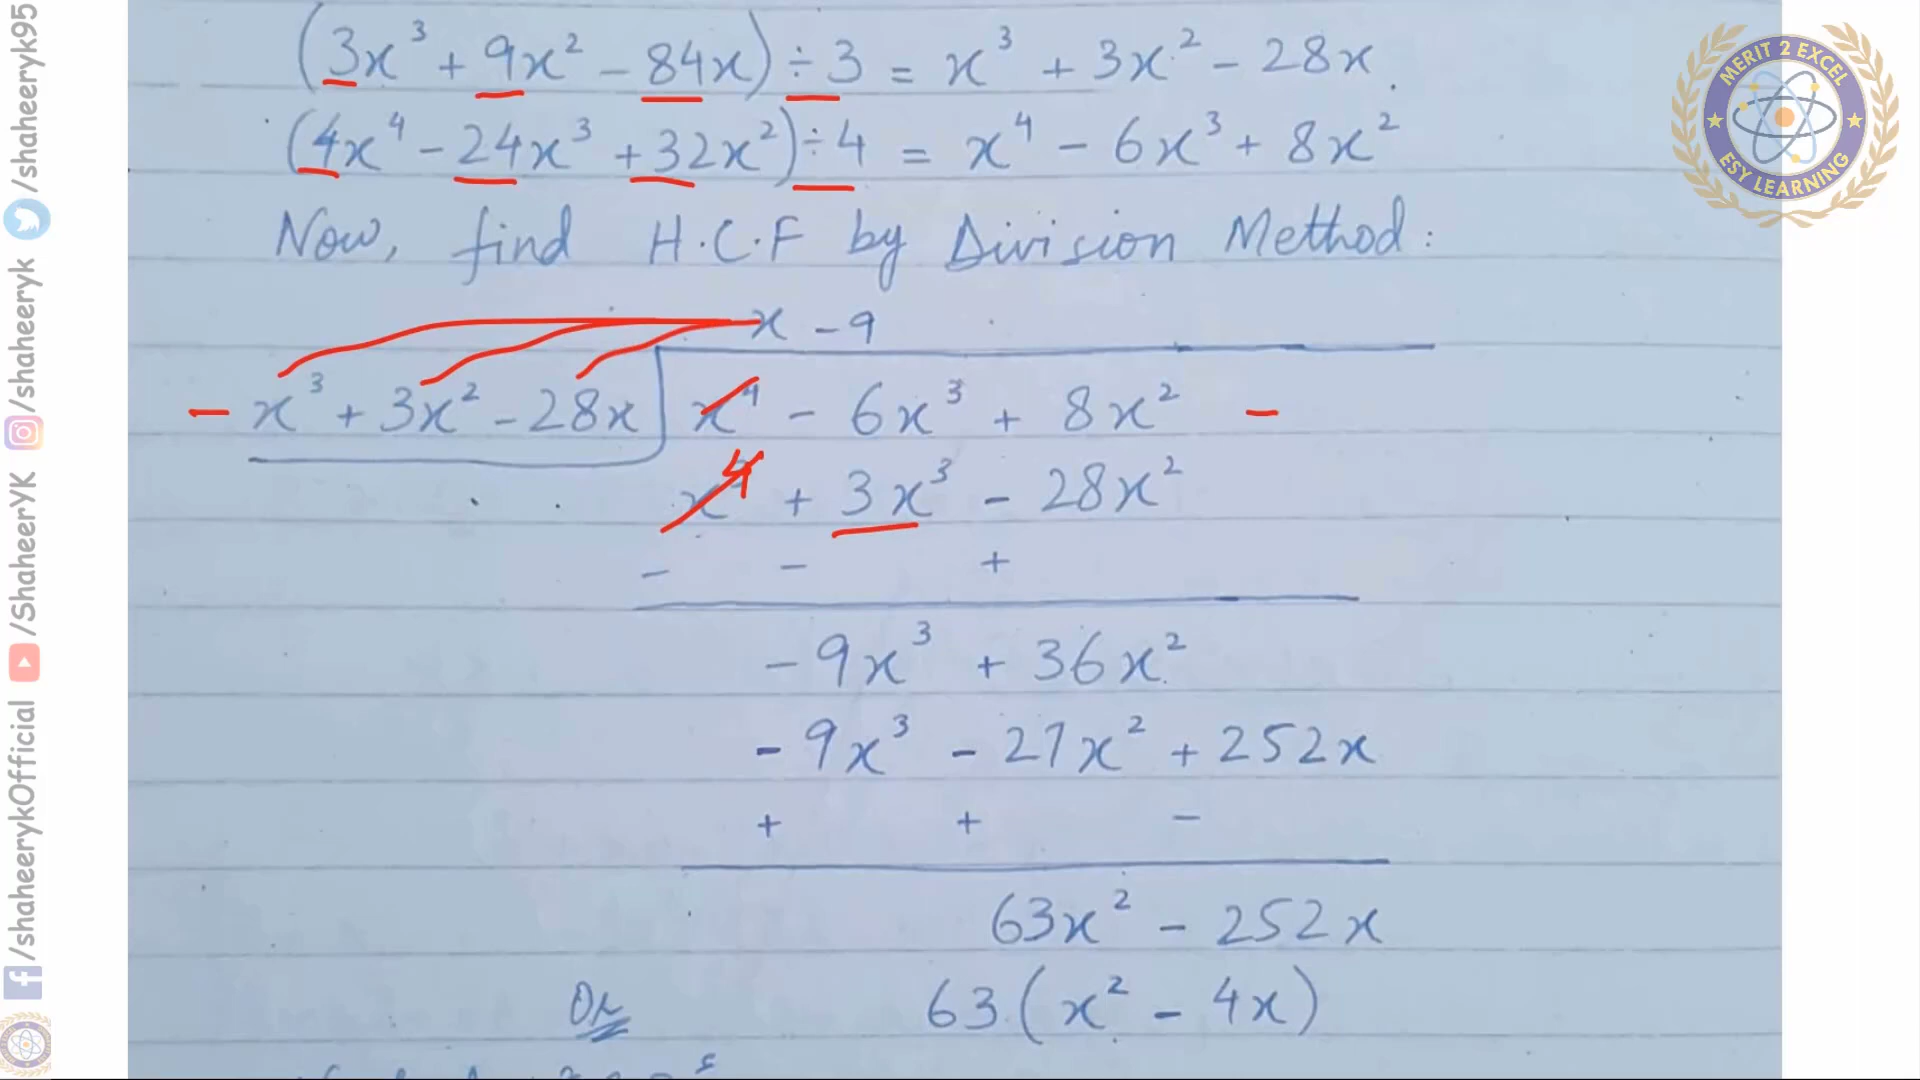 (3x³ + 9x² - 84x) ÷ 3 = x³ + 3x² - 28x.
(4x⁴ - 24x³ + 32x²) ÷ 4 = x⁴ - 6x³ + 8x²
Now, find H.C.F by Division Method:
x - 9
x³ + 3x² - 28x x⁴ - 6x³ + 8x²
x⁴ + 3x³ - 28x²
- - +
-9x³ + 36x²
-9x³ - 27x² + 252x
+ + -
63x² - 252x
Or 63(x² - 4x)
MERIT 2 EXCEL
ESY LEARNING
/shaheerykOfficial /ShaheerYK /shaheeryk /shaheeryk95